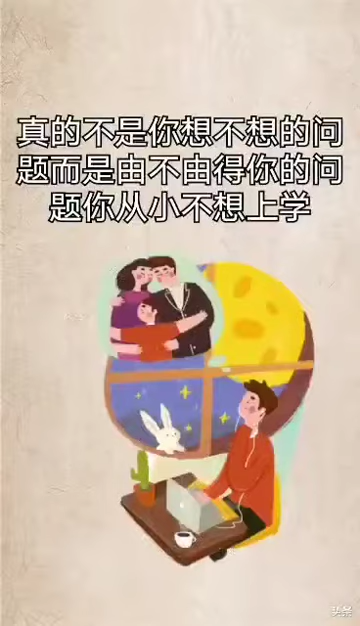 真的不是你想不想的问
题而是由不由得你的问
题你从小不想上学